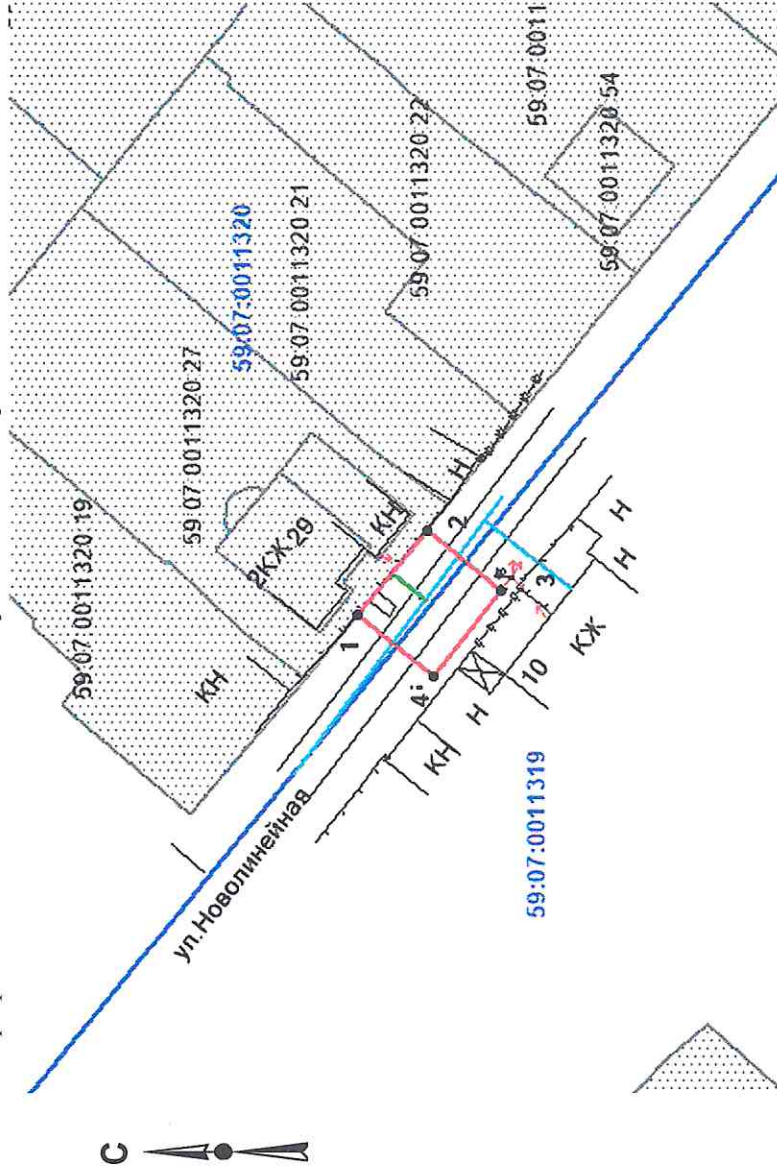 59:07 0011
59:07 0011320 54
59:07 0011320 22
59:07:0011320
59:07 0011320 21
59 07 0011320 27
59:07 0011320 19
2КЖ 29
КН
КН
Н
1
2
3
4
ул.Новолинейная
КН
Н
10
КЖ
Н
Н
59:07:0011319
С